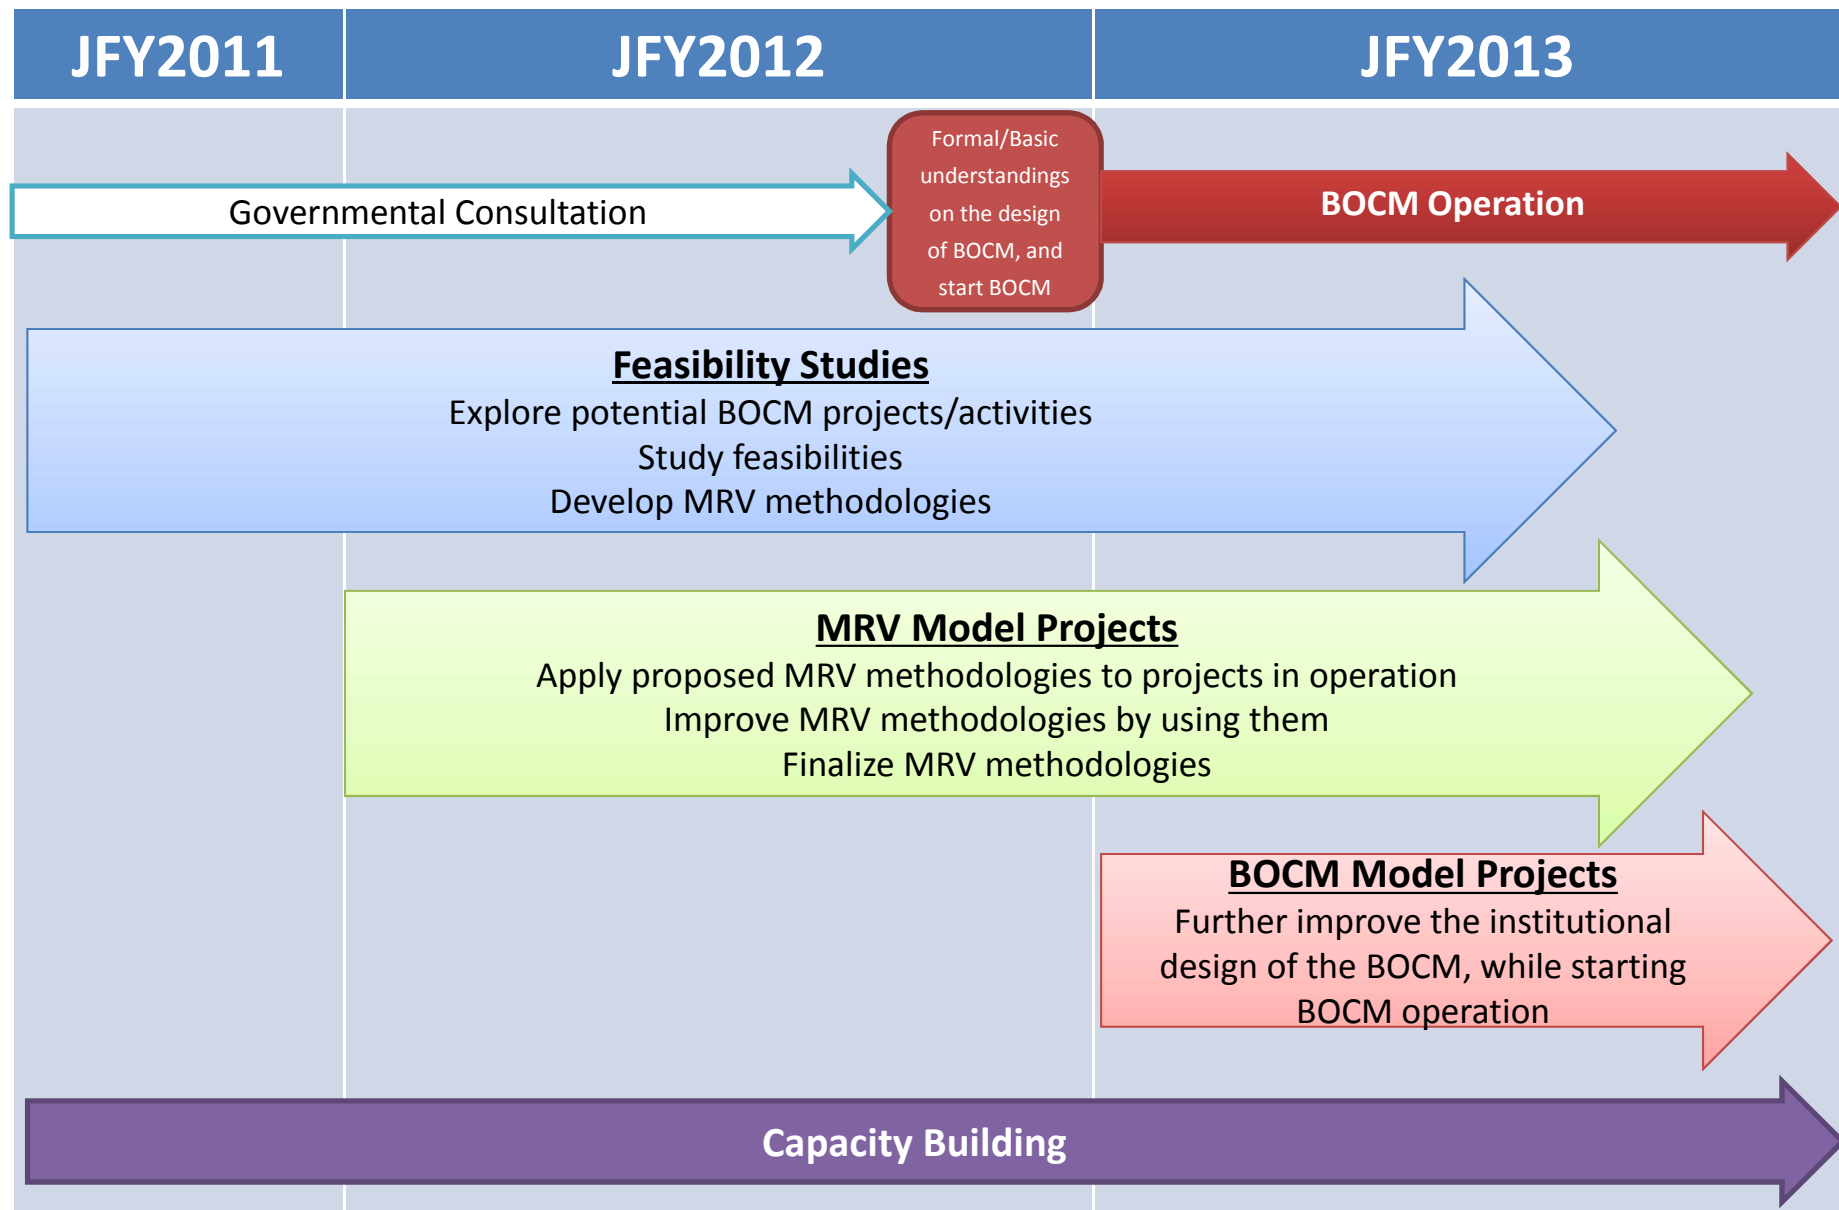 JFY2011
JFY2012
JFY2013
Governmental Consultation
Formal/Basic
understandings
on the design
of BOCM, and
start BOCM
BOCM Operation
Feasibility Studies
Explore potential BOCM projects/activities
Study feasibilities
Develop MRV methodologies
MRV Model Projects
Apply proposed MRV methodologies to projects in operation
Improve MRV methodologies by using them
Finalize MRV methodologies
BOCM Model Projects
Further improve the institutional
design of the BOCM, while starting
BOCM operation
Capacity Building